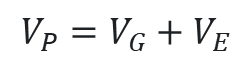 V_P = V_G + V_E